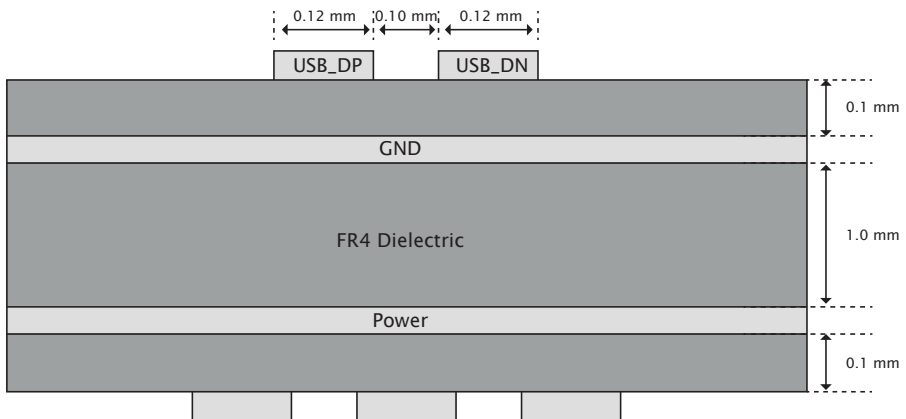 0.12 mm 0.10 mm 0.12 mm
USB_DP USB_DN
0.1 mm
GND
FR4 Dielectric
1.0 mm
Power
0.1 mm